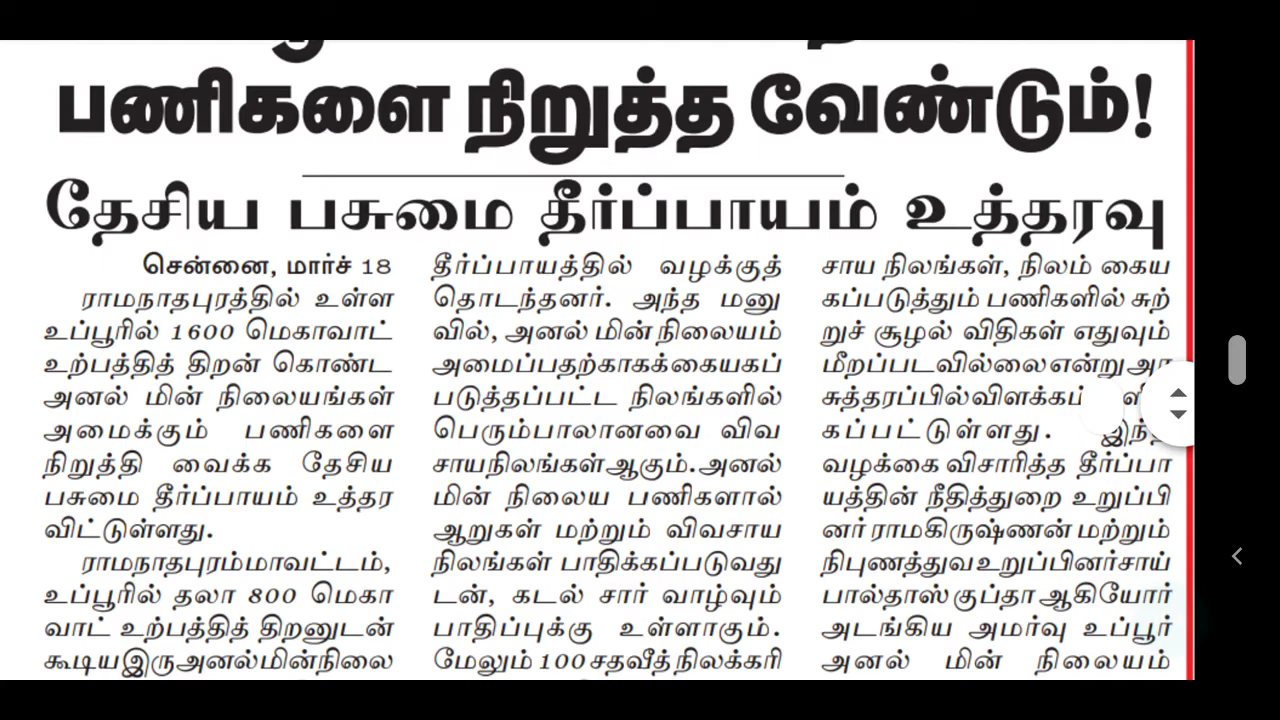 பணிகளை நிறுத்த வேண்டும்!
தேசிய பசுமை தீர்ப்பாயம் உத்தரவு
சென்னை, மார்ச் 18
ராமநாதபுரத்தில் உள்ள
உப்பூரில் 1600 மெகாவாட்
உற்பத்தித் திறன் கொண்ட
அனல் மின் நிலையங்கள்
அமைக்கும் பணிகளை
நிறுத்தி வைக்க தேசிய
பசுமை தீர்ப்பாயம் உத்தர
விட்டுள்ளது.
ராமநாதபுரம்மாவட்டம்,
உப்பூரில் தலா 800 மெகா
வாட் உற்பத்தித் திறனுடன்
கூடிய இரு அனல் மின் நிலை
தீர்ப்பாயத்தில் வழக்குத்
தொடந்தனர். அந்த மனு
வில், அனல் மின் நிலையம்
அமைப்பதற்காகக் கையகப்
படுத்தப்பட்ட நிலங்களில்
பெரும்பாலானவை விவ
சாயநிலங்கள் ஆகும். அனல்
மின் நிலைய பணிகளால்
ஆறுகள் மற்றும் விவசாய
நிலங்கள் பாதிக்கப்படுவது
டன், கடல் சார் வாழ்வும்
பாதிப்புக்கு உள்ளாகும்.
மேலும் 100 சதவீத நிலக்கரி
சாய நிலங்கள், நிலம் கைய
கப்படுத்தும் பணிகளில் சுற்
றுச் சூழல் விதிகள் எதுவும்
மீறப்படவில்லை என்று அர
சுத்தரப்பில்
கப்பட்டுள்ளது.
வழக்கை விசாரித்த தீர்ப்பா
யத்தின் நீதித்துறை உறுப்பி
னர் ராமகிருஷ்ணன் மற்றும்
நிபுணத்துவ உறுப்பினர் சாய்
பால்தாஸ் குப்தா ஆகியோர்
அடங்கிய அமர்வு உப்பூர்
அனல் மின் நிலையம்